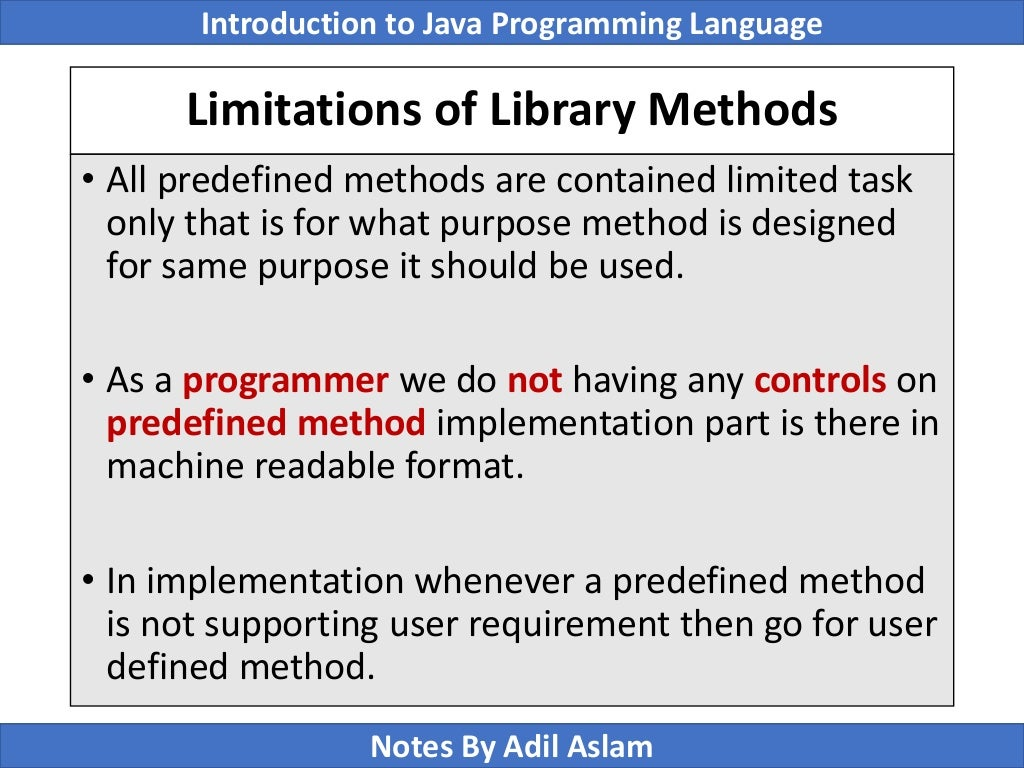 Introduction to Java Programming Language
Limitations of Library Methods
• All predefined methods are contained limited task
only that is for what purpose method is designed
for same purpose it should be used.
• As a programmer we do not having any controls on
predefined method implementation part is there in
machine readable format.
• In implementation whenever a predefined method
is not supporting user requirement then go for user
defined method.
Notes By Adil Aslam